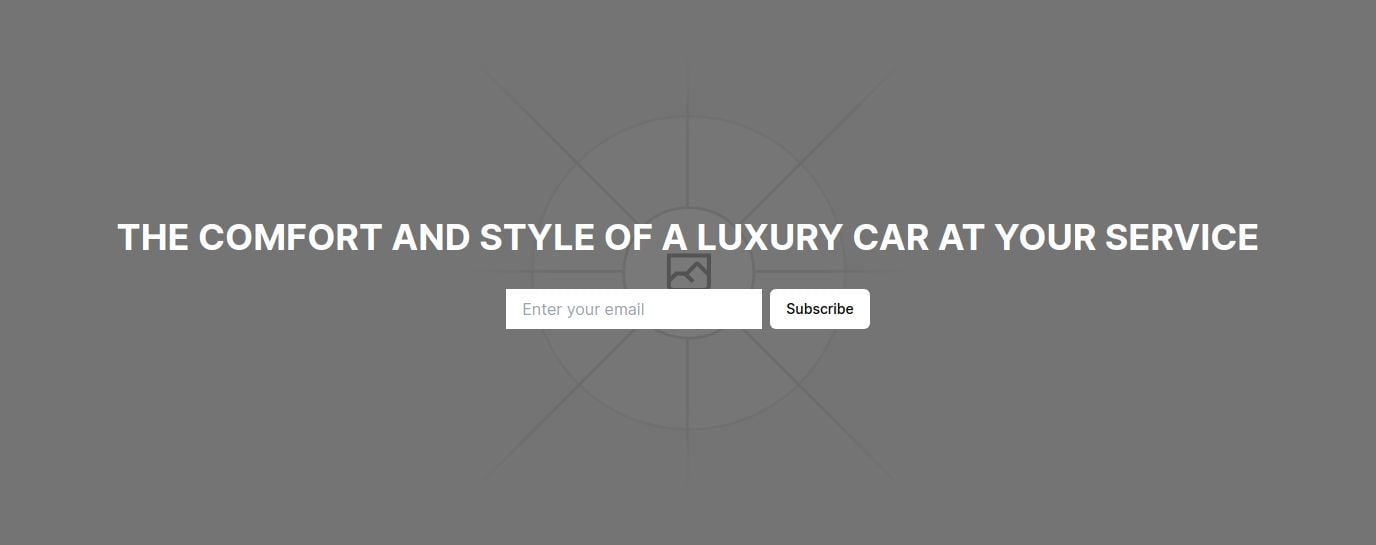 THE COMFORT AND STYLE OF A LUXURY CAR AT YOUR SERVICE
Enter your email
Subscribe